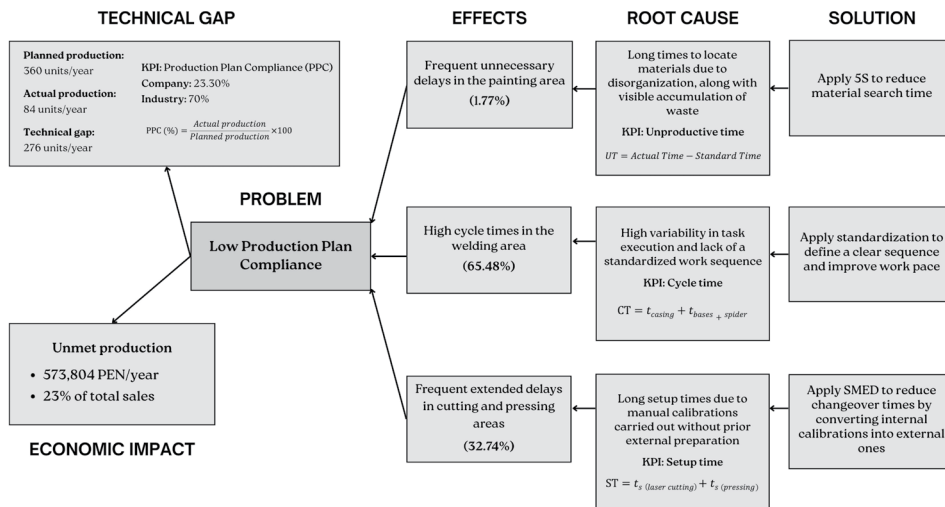 TECHNICAL GAP
EFFECTS
ROOT CAUSE
SOLUTION
Planned production:
360 units/year
Actual production:
84 units/year
Technical gap:
276 units/year
KPI: Production Plan Compliance (PPC)
Company: 23.30%
Industry: 70%
PPC (%) = Actual production / Planned production ×100
Frequent unnecessary
delays in the painting area
(1.77%)
Long times to locate
materials due to
disorganization, along with
visible accumulation of
waste
KPI: Unproductive time
UT = Actual Time − Standard Time
Apply 5S to reduce
material search time
PROBLEM
Low Production Plan
Compliance
High cycle times in the
welding area
(65.48%)
High variability in task
execution and lack of a
standardized work sequence
KPI: Cycle time
CT = t casing + t bases + spider
Apply standardization to
define a clear sequence
and improve work pace
Unmet production
• 573,804 PEN/year
• 23% of total sales
ECONOMIC IMPACT
Frequent extended delays
in cutting and pressing
areas
(32.74%)
Long setup times due to
manual calibrations
carried out without prior
external preparation
KPI: Setup time
ST = t s (laser cutting) + t s (pressing)
Apply SMED to reduce
changeover times by
converting internal
calibrations into external
ones